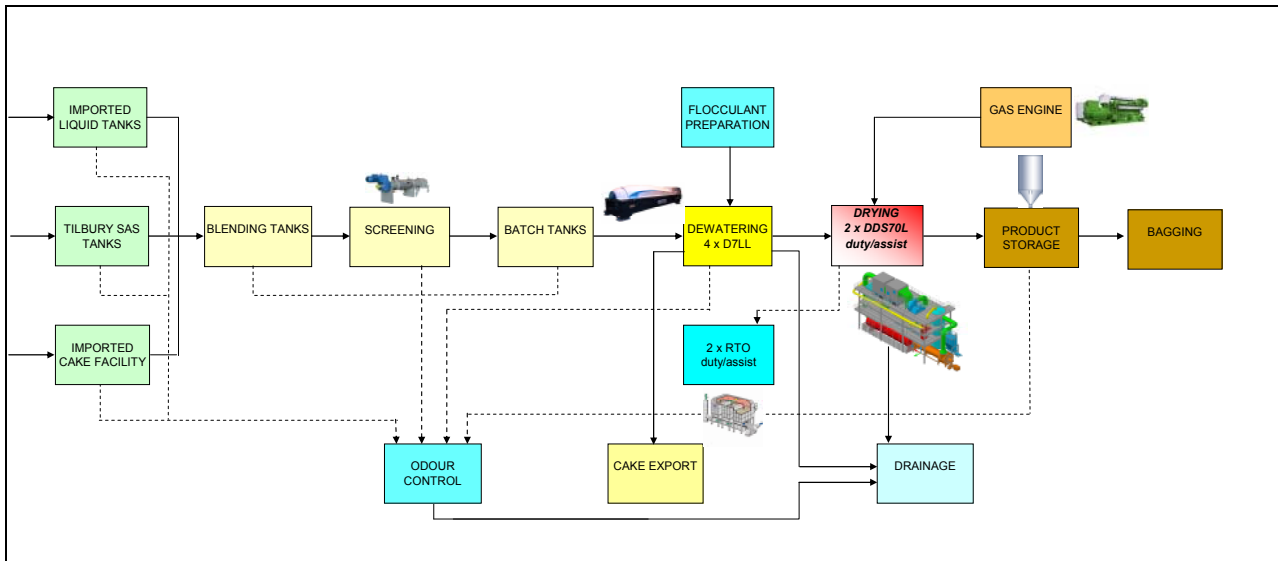 IMPORTED
LIQUID TANKS
FLOCCULANT
PREPARATION
GAS ENGINE
TILBURY SAS
TANKS
BLENDING TANKS
SCREENING
BATCH TANKS
DEWATERING
4 x D7LL
DRYING
2 x DDS70L
duty/assist
PRODUCT
STORAGE
BAGGING
IMPORTED
CAKE FACILITY
2 x RTO
duty/assist
ODOUR
CONTROL
CAKE EXPORT
DRAINAGE